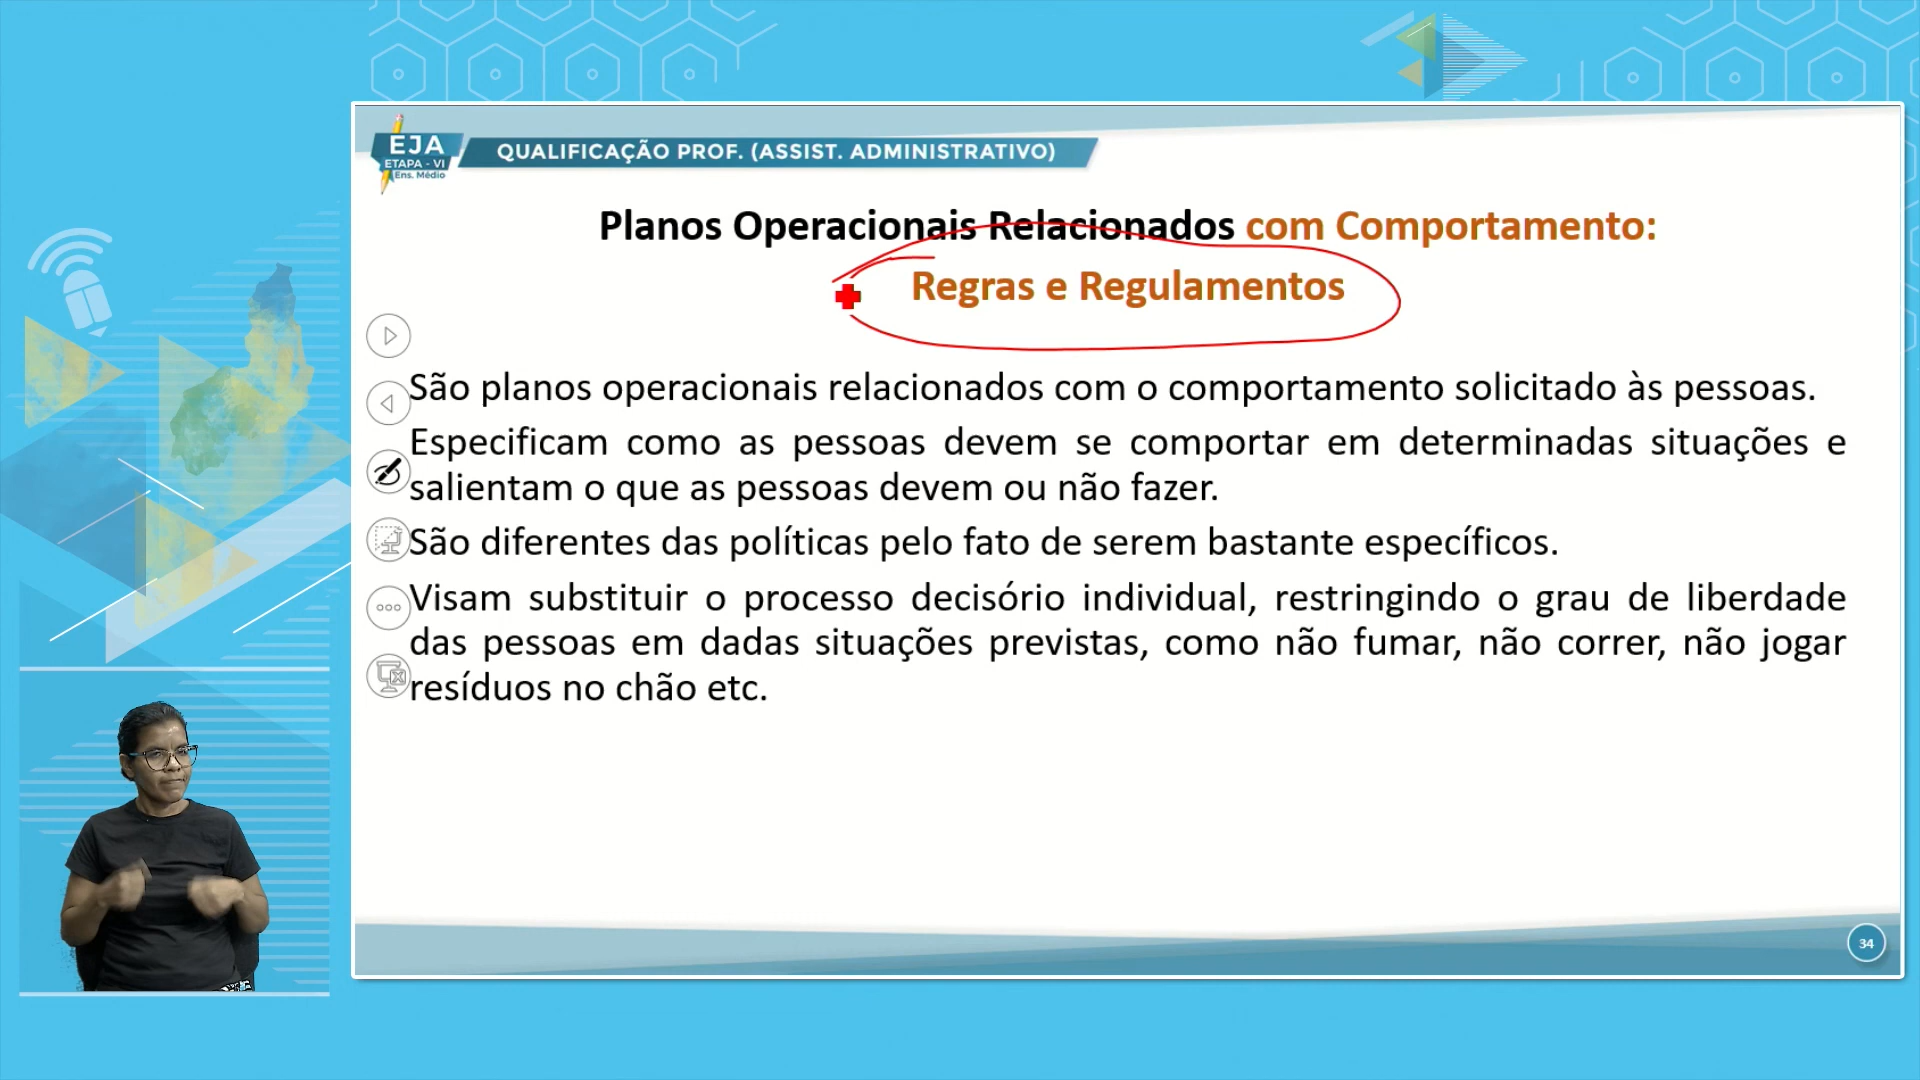 EJA
ETAPA - VI
Ens. Médio
QUALIFICAÇÃO PROF. (ASSIST. ADMINISTRATIVO)
Planos Operacionais Relacionados com Comportamento:
Regras e Regulamentos
São planos operacionais relacionados com o comportamento solicitado às pessoas.
Especificam como as pessoas devem se comportar em determinadas situações e
salientam o que as pessoas devem ou não fazer.
São diferentes das políticas pelo fato de serem bastante específicos.
Visam substituir o processo decisório individual, restringindo o grau de liberdade
das pessoas em dadas situações previstas, como não fumar, não correr, não jogar
resíduos no chão etc.
34